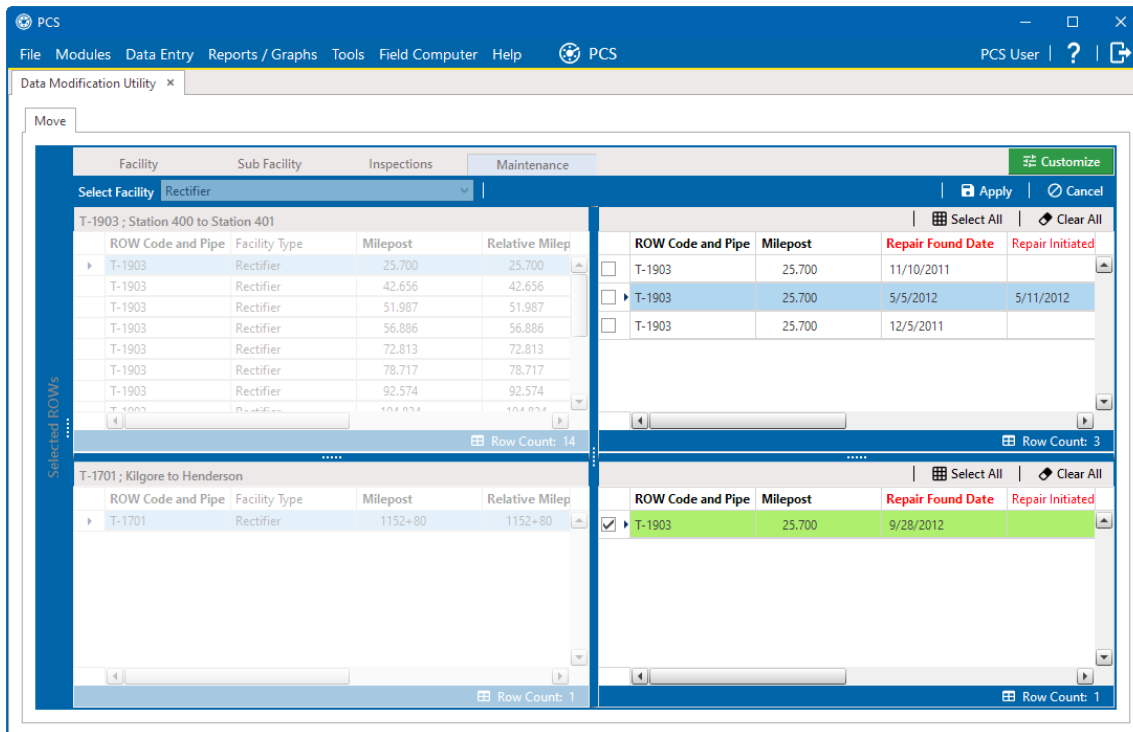 PCS
File Modules Data Entry Reports / Graphs Tools Field Computer Help PCS PCS User | ? |
Data Modification Utility ×
Move
Selected ROWs
Facility Sub Facility Inspections Maintenance Customize
Select Facility Rectifier | | Apply | Cancel
T-1903 ; Station 400 to Station 401
ROW Code and Pipe Facility Type Milepost Relative Milep
T-1903 Rectifier 25.700 25.700
T-1903 Rectifier 42.656 42.656
T-1903 Rectifier 51.987 51.987
T-1903 Rectifier 56.886 56.886
T-1903 Rectifier 72.813 72.813
T-1903 Rectifier 78.717 78.717
T-1903 Rectifier 92.574 92.574
Row Count: 14
| Select All | Clear All
ROW Code and Pipe Milepost Repair Found Date Repair Initiated
T-1903 25.700 11/10/2011
T-1903 25.700 5/5/2012 5/11/2012
T-1903 25.700 12/5/2011
Row Count: 3
T-1701 ; Kilgore to Henderson
ROW Code and Pipe Facility Type Milepost Relative Milep
T-1701 Rectifier 1152+80 1152+80
Row Count: 1
| Select All | Clear All
ROW Code and Pipe Milepost Repair Found Date Repair Initiated
T-1903 25.700 9/28/2012
Row Count: 1